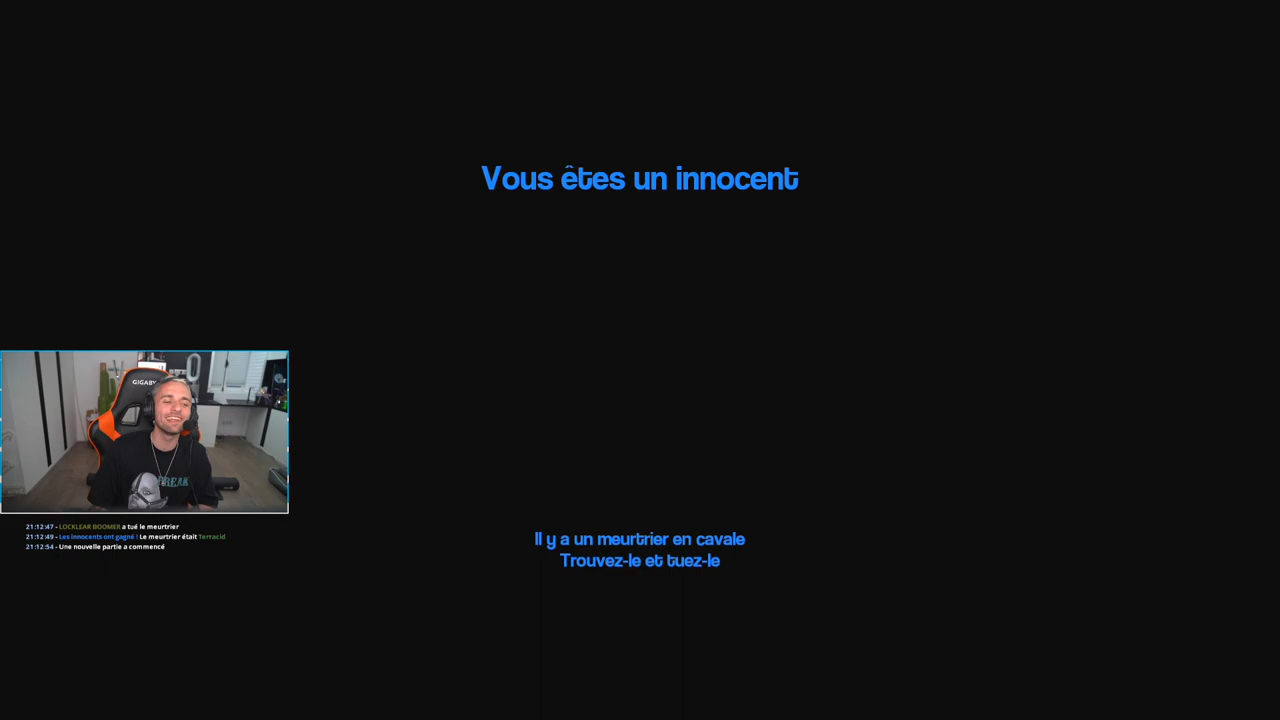 Vous êtes un innocent
GIGABY
BREAK
21:12:47 - LOCKLEAR BOOMER a tué le meurtrier
21:12:49 - Les innocents ont gagné ! Le meurtrier était Terracid
21:12:54 - Une nouvelle partie a commencé
Il y a un meurtrier en cavale
Trouvez-le et tuez-le